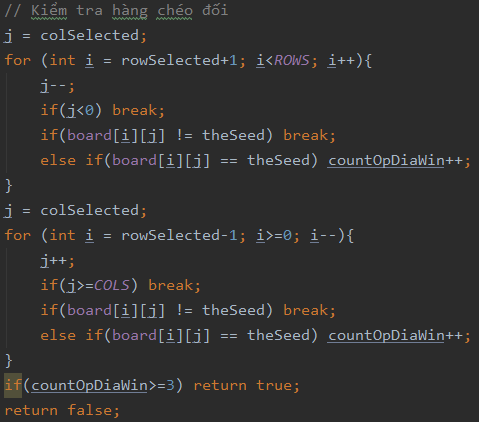 // Kiểm tra hàng chéo đối
j = colSelected;
for (int i = rowSelected+1; i<ROWS; i++){
j--;
if(j<0) break;
if(board[i][j] != theSeed) break;
else if(board[i][j] == theSeed) countOpDiaWin++;
}
j = colSelected;
for (int i = rowSelected-1; i>=0; i--){
j++;
if(j>=COLS) break;
if(board[i][j] != theSeed) break;
else if(board[i][j] == theSeed) countOpDiaWin++;
}
if(countOpDiaWin>=3) return true;
return false;